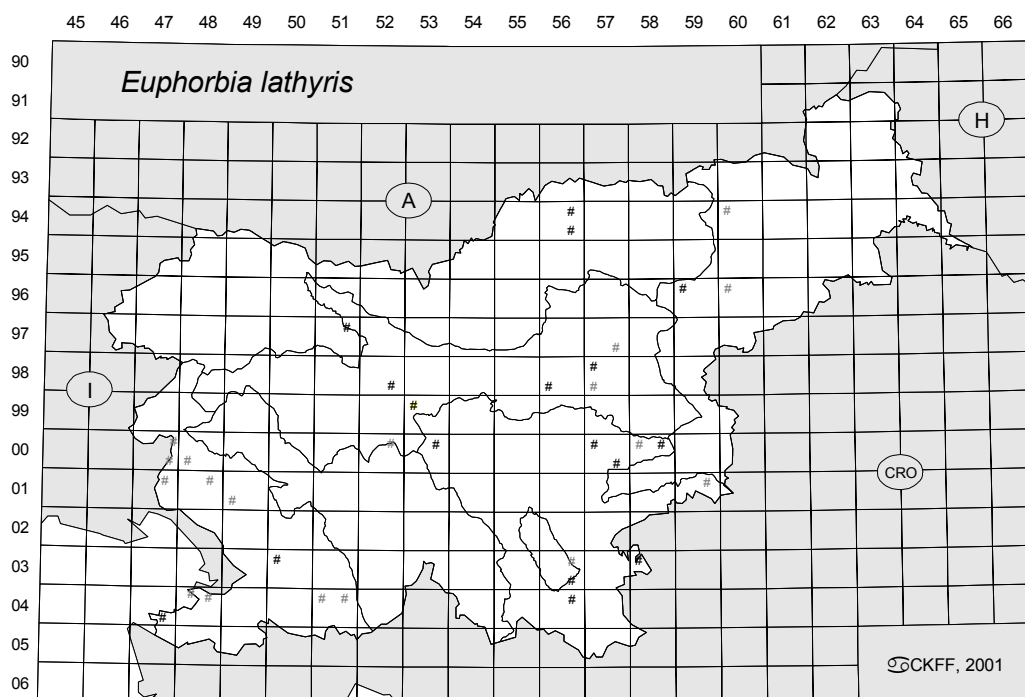 45 46 47 48 49 50 51 52 53 54 55 56 57 58 59 60 61 62 63 64 65 66
90
Euphorbia lathyris
91
H
92
93
A
94
# #
#
95
96
# #
97
#
#
98
#
# # #
I
99
#
00
# # # # # #
# # #
01
CRO
# # #
#
02
03
# # #
#
04
# # # # #
#
05
CKFF, 2001
06